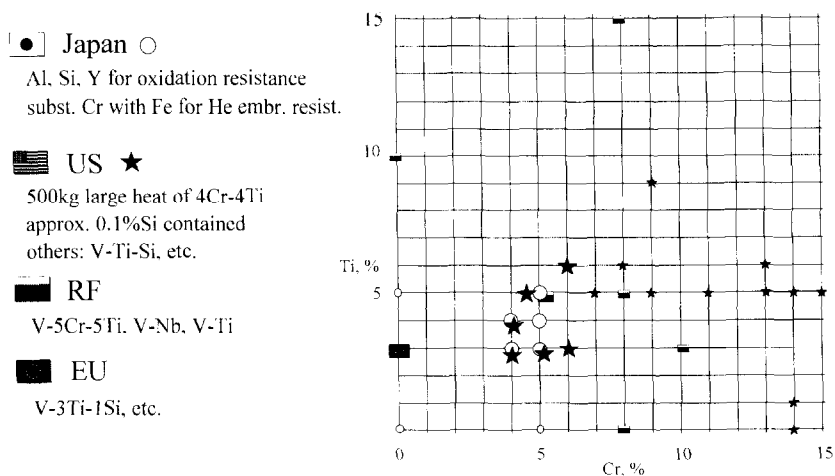 Japan
Al, Si, Y for oxidation resistance
subst. Cr with Fe for He embr. resist.
US
500kg large heat of 4Cr-4Ti
approx. 0.1%Si contained
others: V-Ti-Si, etc.
RF
V-5Cr-5Ti, V-Nb, V-Ti
EU
V-3Ti-1Si, etc.
15
10
Ti, %
5
0
5
10
15
Cr, %